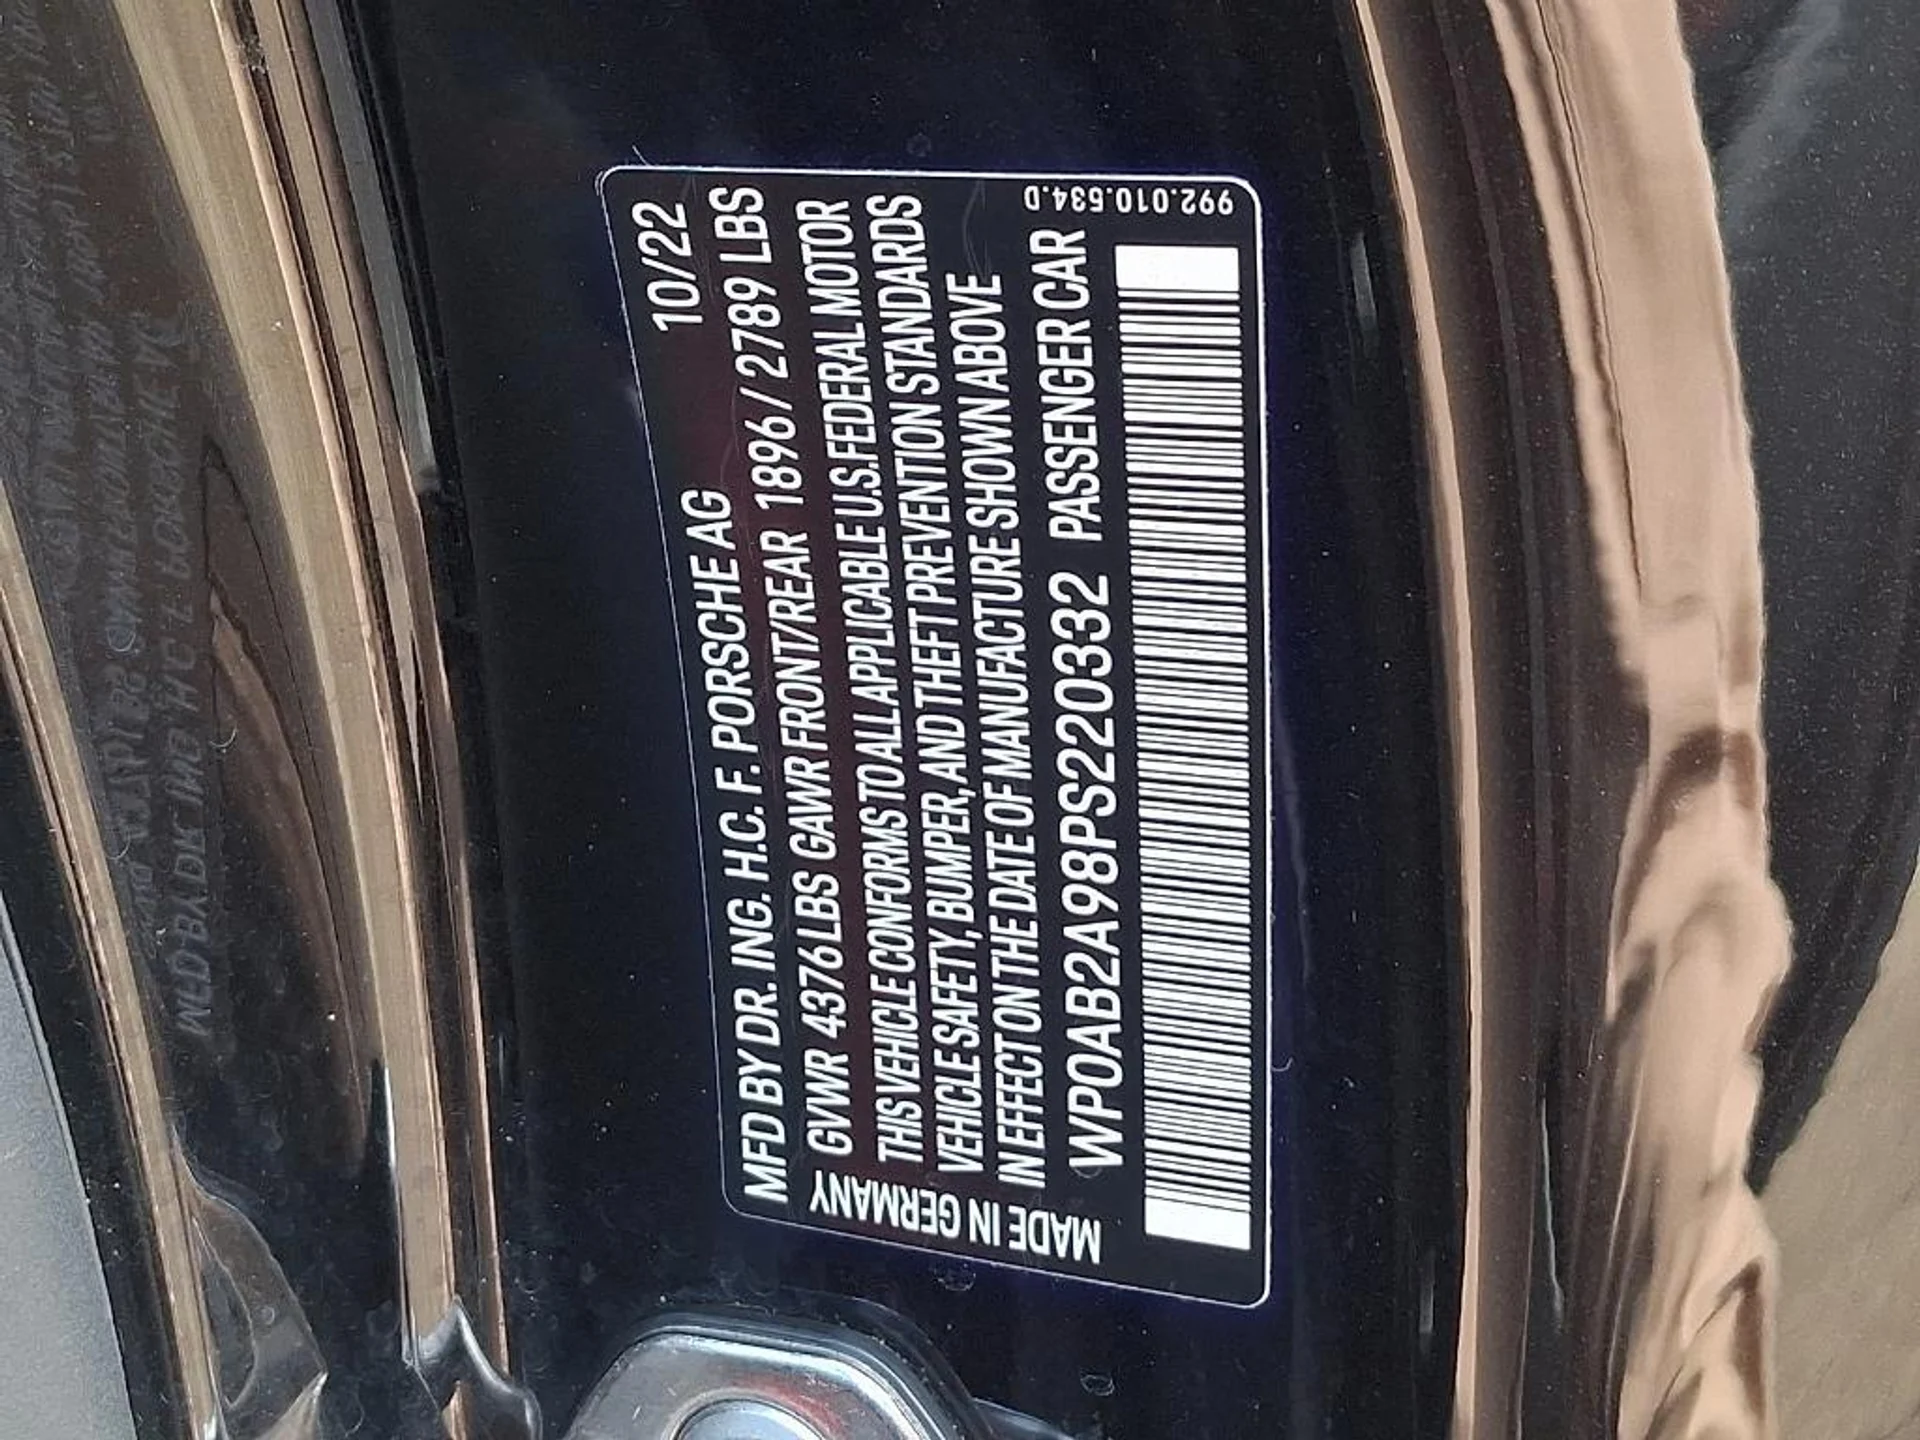 MFD BY DR. ING. H.C. F. PORSCHE AG 10/22
GVWR 4376 LBS GAWR FRONT/REAR 1896 / 2789 LBS
THIS VEHICLE CONFORMS TO ALL APPLICABLE U.S. FEDERAL MOTOR
VEHICLE SAFETY, BUMPER, AND THEFT PREVENTION STANDARDS
IN EFFECT ON THE DATE OF MANUFACTURE SHOWN ABOVE
WP0AB2A98PS220332 PASSENGER CAR
MADE IN GERMANY
992.010.534.D